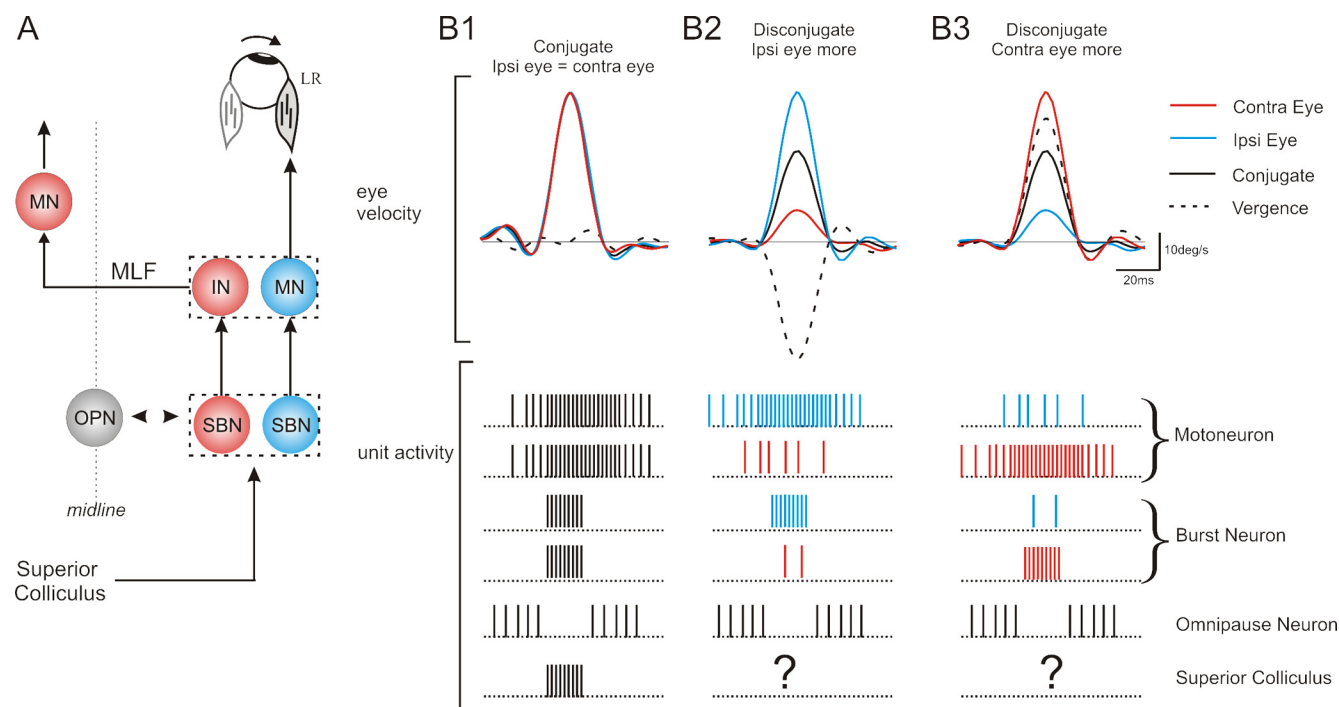 A
LR
MN
MLF
IN
MN
OPN
SBN
SBN
midline
Superior
Colliculus
B1
Conjugate
Ipsi eye = contra eye
B2
Disconjugate
Ipsi eye more
B3
Disconjugate
Contra eye more
Contra Eye
Ipsi Eye
Conjugate
Vergence
10deg/s
20ms
eye
velocity
unit activity
Motoneuron
Burst Neuron
Omnipause Neuron
? ?
Superior Colliculus